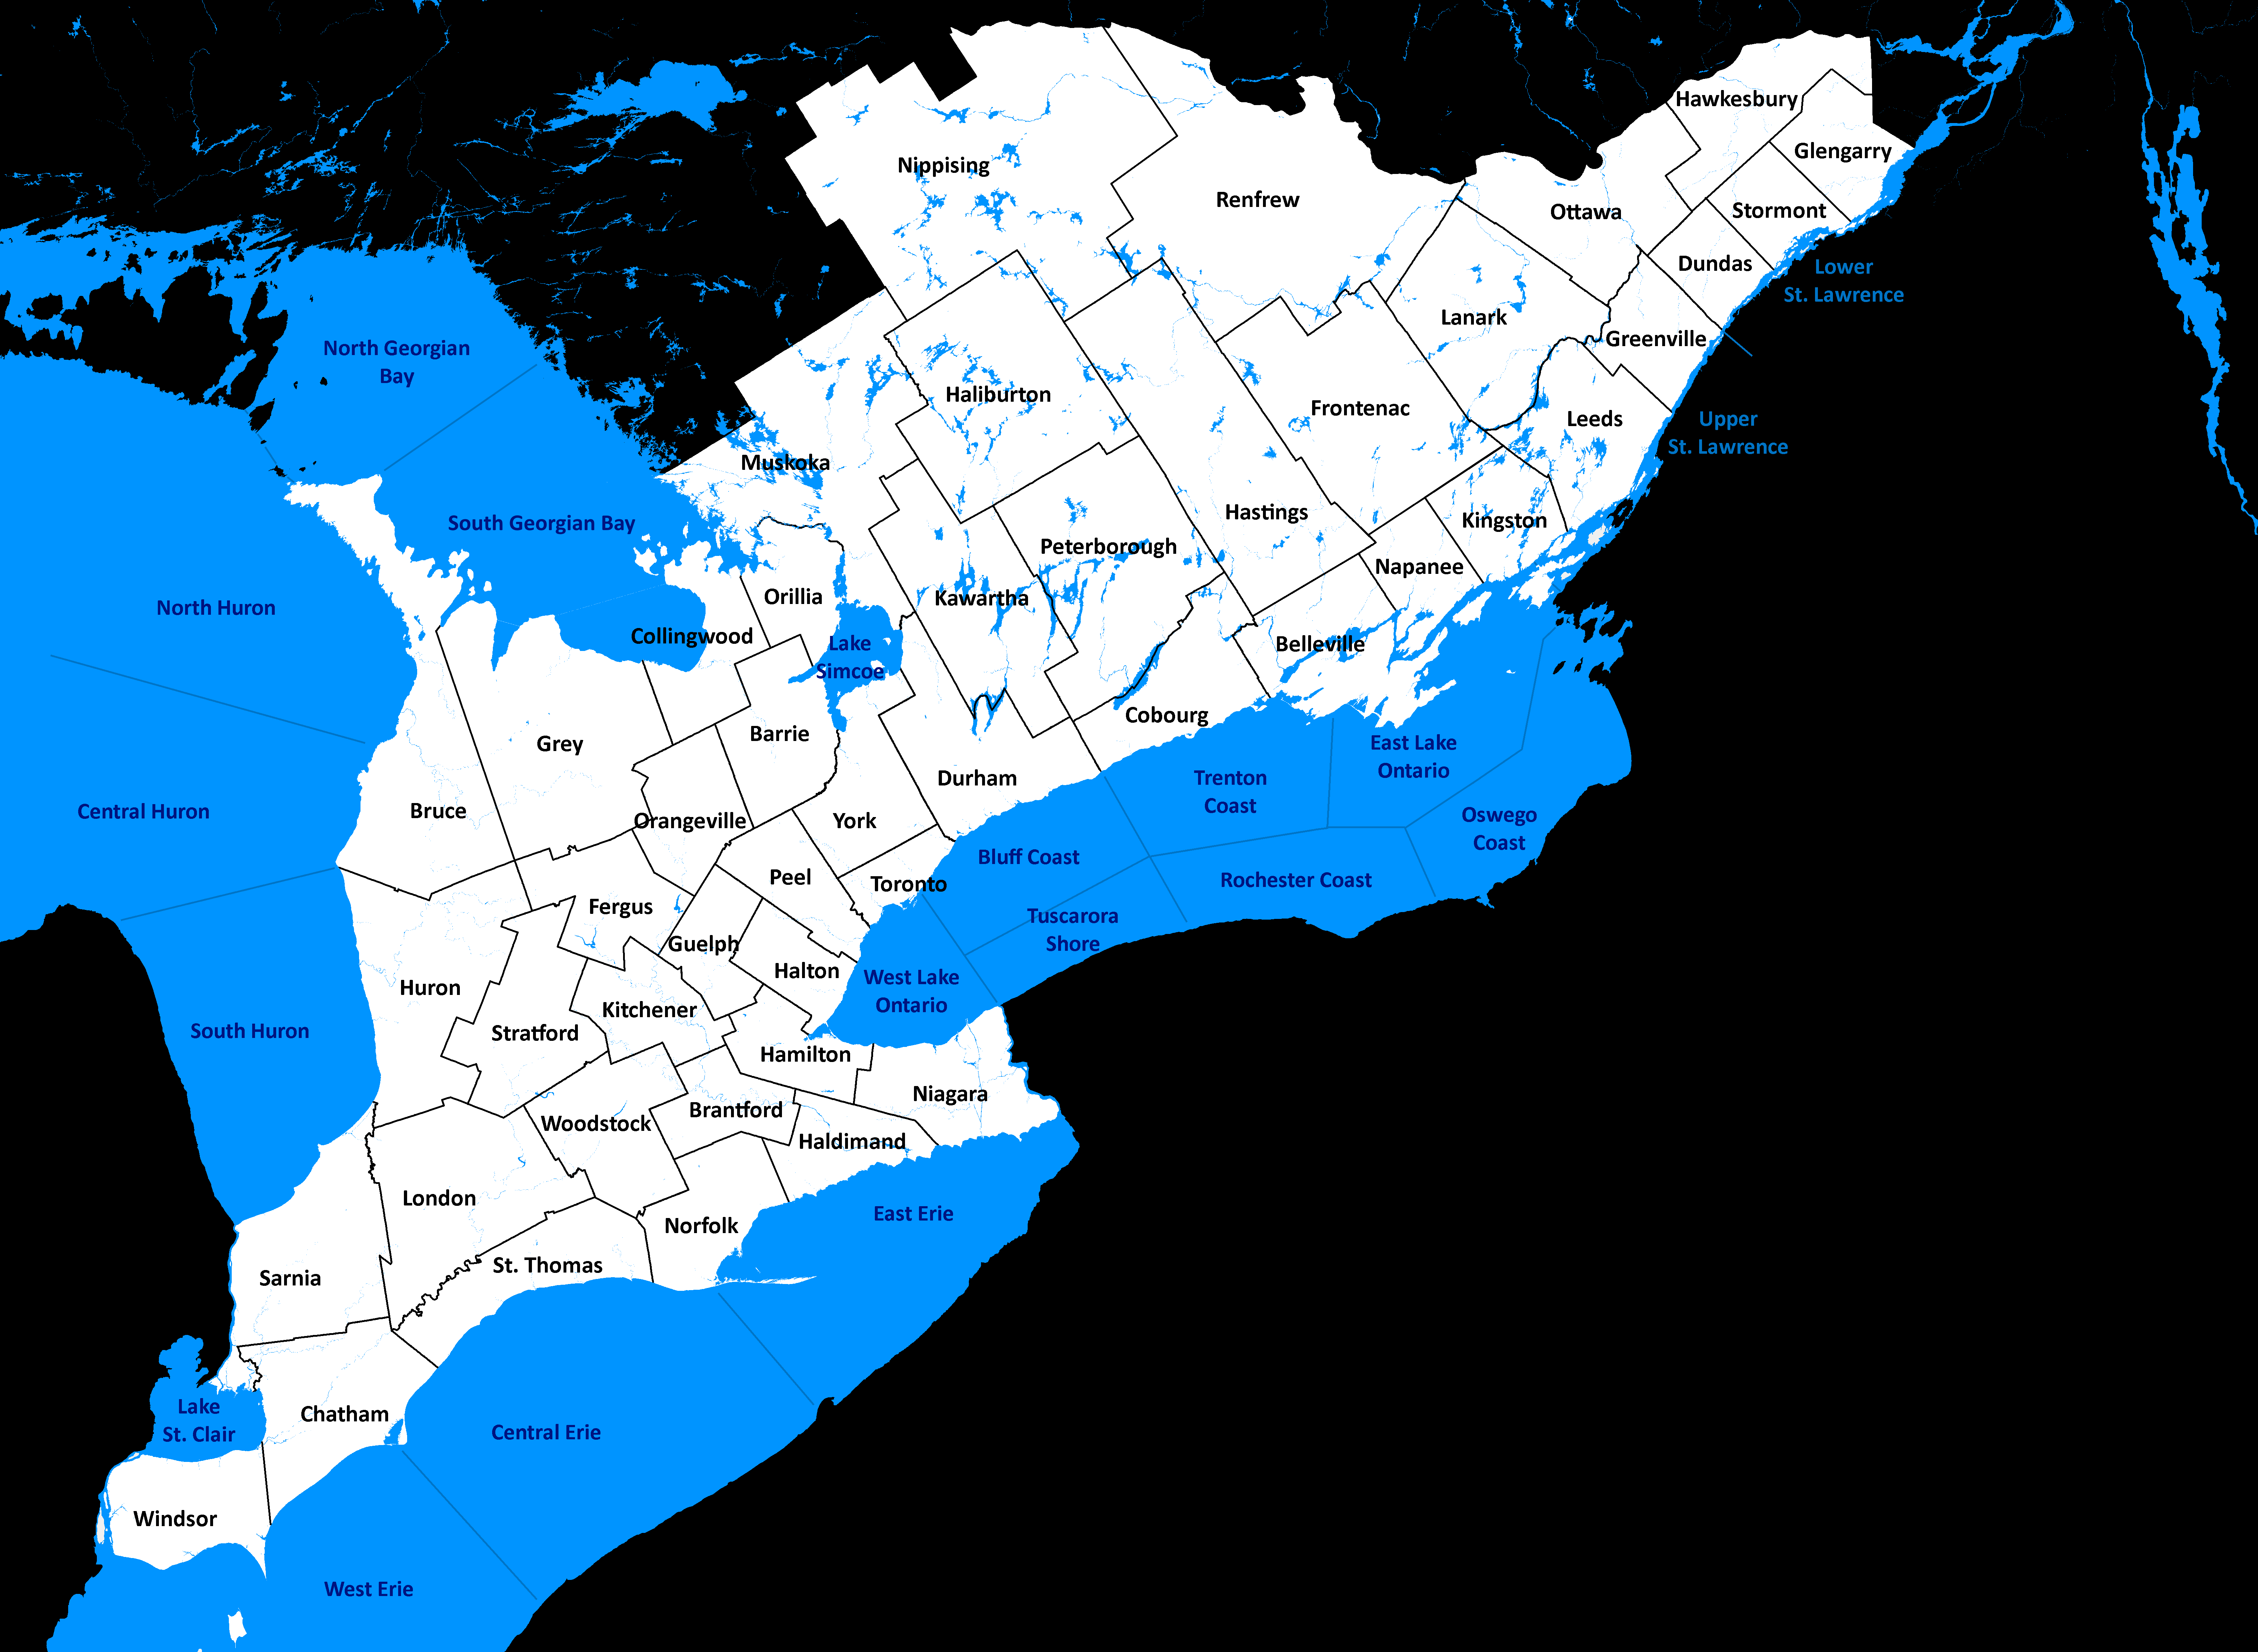 Hawkesbury
Glengarry
Nippising
Renfrew
Ottawa
Stormont
Dundas
Lower
St. Lawrence
Lanark
Greenville
North Georgian
Bay
Haliburton
Frontenac
Leeds
Upper
St. Lawrence
Muskoka
South Georgian Bay
Hastings
Kingston
Peterborough
Napanee
Orillia
Kawartha
North Huron
Collingwood
Lake
Simcoe
Belleville
Cobourg
Grey
Barrie
East Lake
Ontario
Durham
Trenton
Coast
Central Huron
Bruce
Orangeville
York
Oswego
Coast
Bluff Coast
Peel
Toronto
Rochester Coast
Fergus
Tuscarora
Shore
Guelph
Halton
West Lake
Ontario
Huron
Kitchener
South Huron
Stratford
Hamilton
Niagara
Brantford
Woodstock
Haldimand
London
East Erie
Norfolk
St. Thomas
Sarnia
Lake
St. Clair
Chatham
Central Erie
Windsor
West Erie